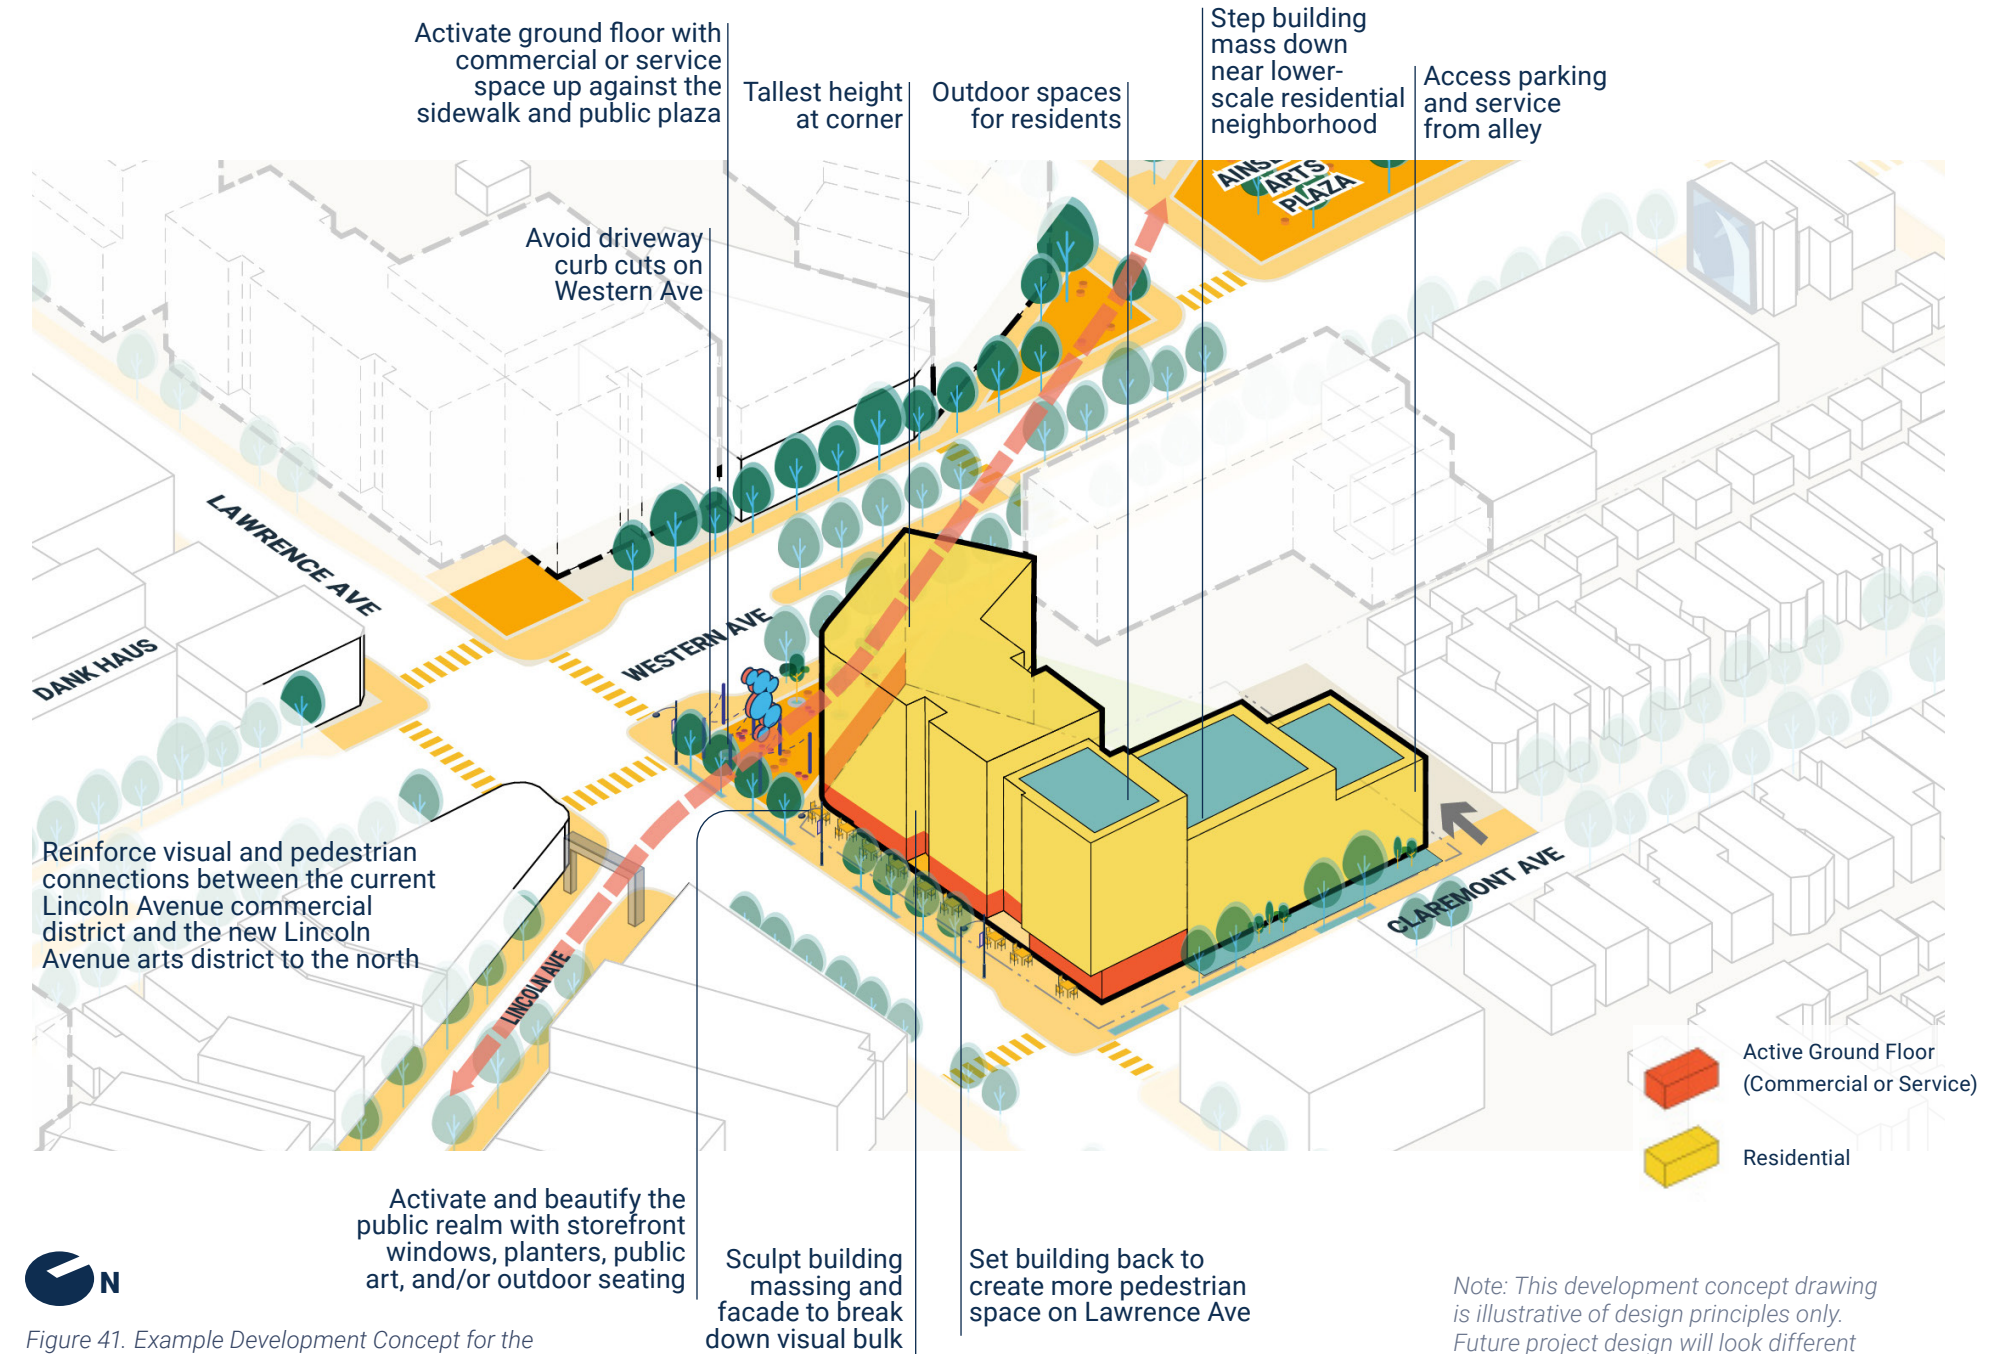 Activate ground floor with
commercial or service
space up against the
sidewalk and public plaza
Tallest height
at corner
Outdoor spaces
for residents
Step building
mass down
near lower-
scale residential
neighborhood
Access parking
and service
from alley
Avoid driveway
curb cuts on
Western Ave
ARTS
PLAZA
LAWRENCE AVE
WESTERN AVE
DANK HAUS
Reinforce visual and pedestrian
connections between the current
Lincoln Avenue commercial
district and the new Lincoln
Avenue arts district to the north
LINCOLN AVE
CLAREMONT AVE
Active Ground Floor
(Commercial or Service)
Residential
Activate and beautify the
public realm with storefront
windows, planters, public
art, and/or outdoor seating
Sculpt building
massing and
facade to break
down visual bulk
Set building back to
create more pedestrian
space on Lawrence Ave
N
Figure 41. Example Development Concept for the
Note: This development concept drawing
is illustrative of design principles only.
Future project design will look different